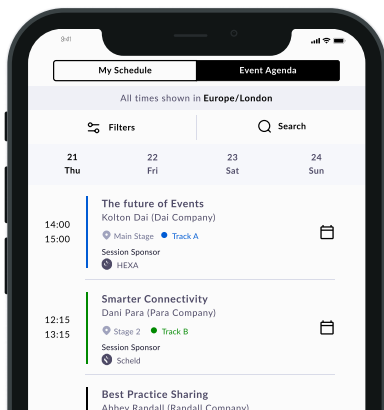 9:41
My Schedule
Event Agenda
All times shown in Europe/London
Filters
Search
21
Thu
22
Fri
23
Sat
24
Sun
14:00
15:00
The future of Events
Kolton Dai (Dai Company)
Main Stage
Track A
Session Sponsor
HEXA
12:15
13:15
Smarter Connectivity
Dani Para (Para Company)
Stage 2
Track B
Session Sponsor
Scheld
Best Practice Sharing
Abbey Randall (Randall Company)